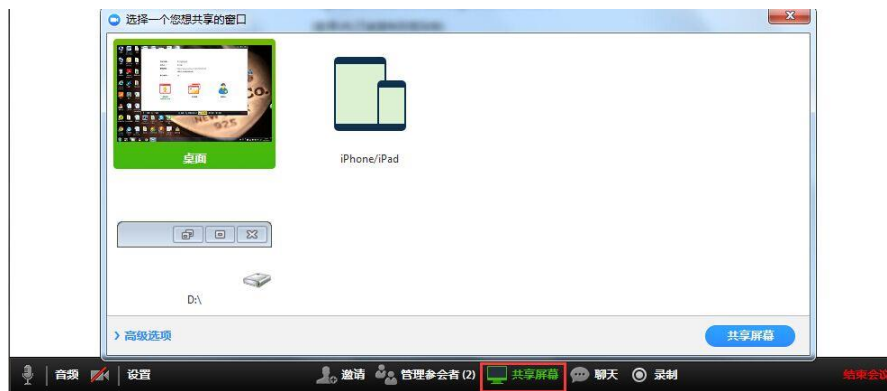 选择一个您想共享的窗口
桌面
iPhone/iPad
D:\
高级选项
共享屏幕
音频
设置
邀请
管理参会者(2)
共享屏幕
聊天
录制
结束会议